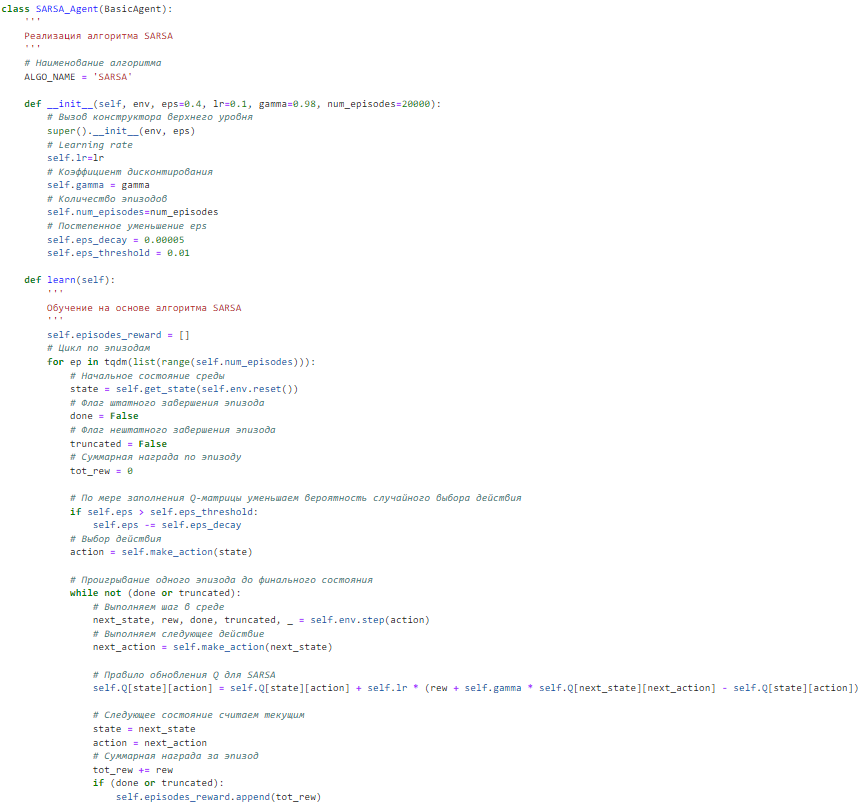 class SARSA_Agent(BasicAgent):
    '''
    Реализация алгоритма SARSA
    '''
    # Наименование алгоритма
    ALGO_NAME = 'SARSA'

    def __init__(self, env, eps=0.4, lr=0.1, gamma=0.98, num_episodes=20000):
        # Вызов конструктора верхнего уровня
        super().__init__(env, eps)
        # Learning rate
        self.lr=lr
        # Коэффициент дисконтирования
        self.gamma = gamma
        # Количество эпизодов
        self.num_episodes=num_episodes
        # Постепенное уменьшение eps
        self.eps_decay = 0.00005
        self.eps_threshold = 0.01

    def learn(self):
        '''
        Обучение на основе алгоритма SARSA
        '''
        self.episodes_reward = []
        # Цикл по эпизодам
        for ep in tqdm(list(range(self.num_episodes))):
            # Начальное состояние среды
            state = self.get_state(self.env.reset())
            # Флаг штатного завершения эпизода
            done = False
            # Флаг нештатного завершения эпизода
            truncated = False
            # Суммарная награда по эпизоду
            tot_rew = 0

            # По мере заполнения Q-матрицы уменьшаем вероятность случайного выбора действия
            if self.eps > self.eps_threshold:
                self.eps -= self.eps_decay
            # Выбор действия
            action = self.make_action(state)

            # Проигрывание одного эпизода до финального состояния
            while not (done or truncated):
                # Выполняем шаг в среде
                next_state, rew, done, truncated, _ = self.env.step(action)
                # Выполняем следующее действие
                next_action = self.make_action(next_state)

                # Правило обновления Q для SARSA
                self.Q[state][action] = self.Q[state][action] + self.lr * (rew + self.gamma * self.Q[next_state][next_action] - self.Q[state][action])

                # Следующее состояние считаем текущим
                state = next_state
                action = next_action
                # Суммарная награда за эпизод
                tot_rew += rew
                if (done or truncated):
                    self.episodes_reward.append(tot_rew)